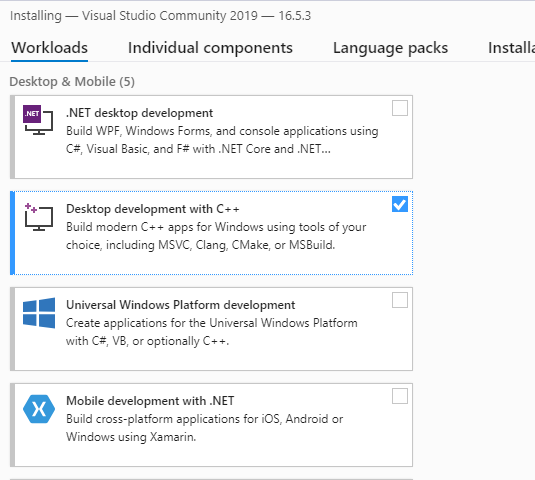 Installing — Visual Studio Community 2019 — 16.5.3
Workloads Individual components Language packs Installa
Desktop & Mobile (5)
.NET
.NET desktop development
Build WPF, Windows Forms, and console applications using
C#, Visual Basic, and F# with .NET Core and .NET...
Desktop development with C++
Build modern C++ apps for Windows using tools of your
choice, including MSVC, Clang, CMake, or MSBuild.
Universal Windows Platform development
Create applications for the Universal Windows Platform
with C#, VB, or optionally C++.
Mobile development with .NET
Build cross-platform applications for iOS, Android or
Windows using Xamarin.